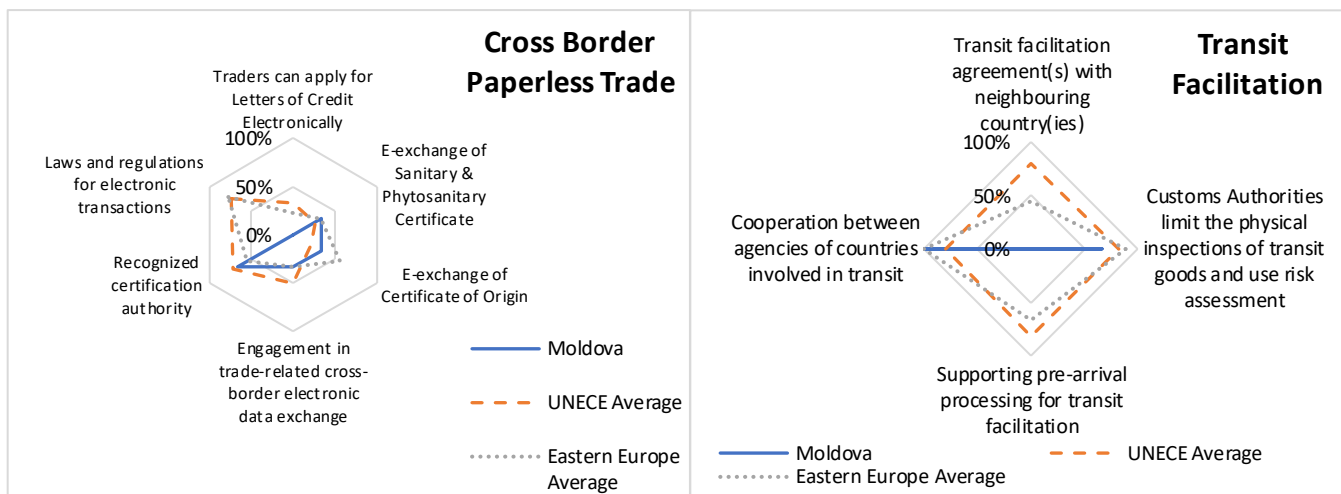 Cross Border
Paperless Trade
Traders can apply for
Letters of Credit
Electronically
100%
50%
0%
E-exchange of
Sanitary &
Phytosanitary
Certificate
E-exchange of
Certificate of Origin
Engagement in
trade-related cross-
border electronic
data exchange
Recognized
certification
authority
Laws and regulations
for electronic
transactions
Moldova
UNECE Average
Eastern Europe
Average
Transit
Facilitation
Transit facilitation
agreement(s) with
neighbouring
country(ies)
100%
50%
0%
Customs Authorities
limit the physical
inspections of transit
goods and use risk
assessment
Supporting pre-arrival
processing for transit
facilitation
Cooperation between
agencies of countries
involved in transit
Moldova
UNECE Average
Eastern Europe Average